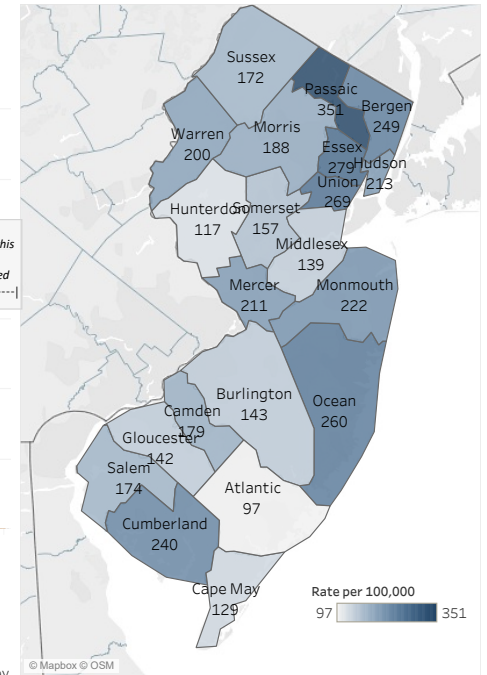 Sussex
172
Passaic
351
Bergen
249
Warren
200
Morris
188
Essex
279
Hudson
213
Union
269
Hunterdon
117
Somerset
157
Middlesex
139
Mercer
211
Monmouth
222
his
ed
----|
Burlington
143
Ocean
260
Camden
179
Gloucester
142
Salem
174
Atlantic
97
Cumberland
240
Cape May
129
Rate per 100,000
97 351
© Mapbox © OSM